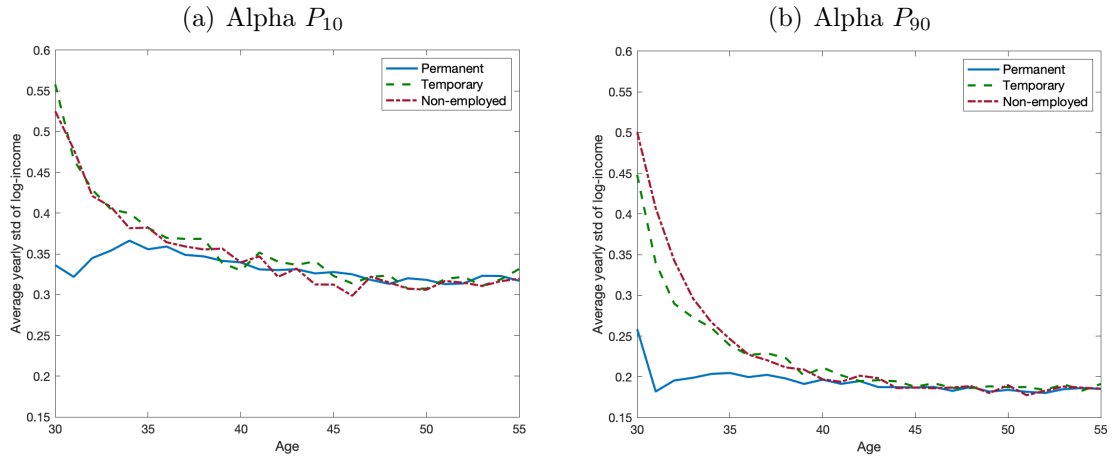 (a) Alpha P10
0.6
0.55
0.5
0.45
0.4
0.35
0.3
0.25
0.2
0.15
30 35 40 45 50 55
Average yearly std of log-income
Age
Permanent
Temporary
Non-employed
(b) Alpha P90
0.6
0.55
0.5
0.45
0.4
0.35
0.3
0.25
0.2
0.15
30 35 40 45 50 55
Average yearly std of log-income
Age
Permanent
Temporary
Non-employed